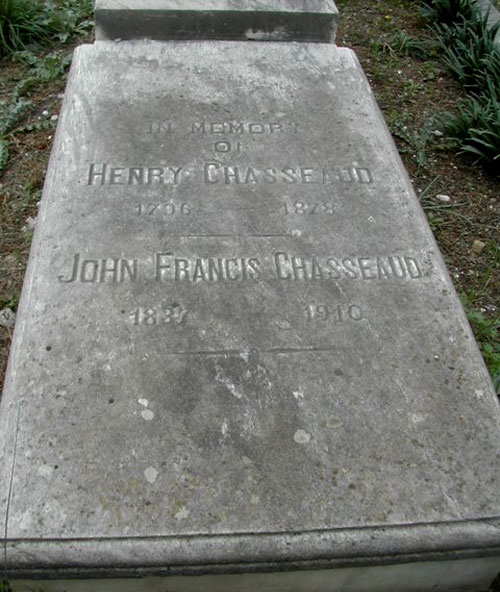 IN MEMORY
OF
HENRY CHASSEAUD
1796 1878
JOHN FRANCIS CHASSEAUD
1837 1910